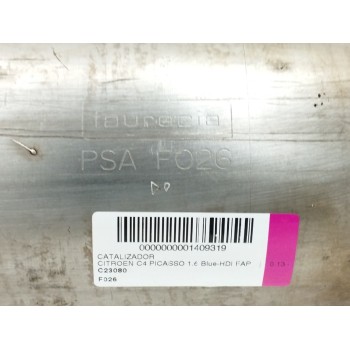 faurecia
PSA F026
0000000001409319
CATALIZADOR
CITROEN C4 PICASSO 1.6 Blue-HDI FAP
C23080
F026